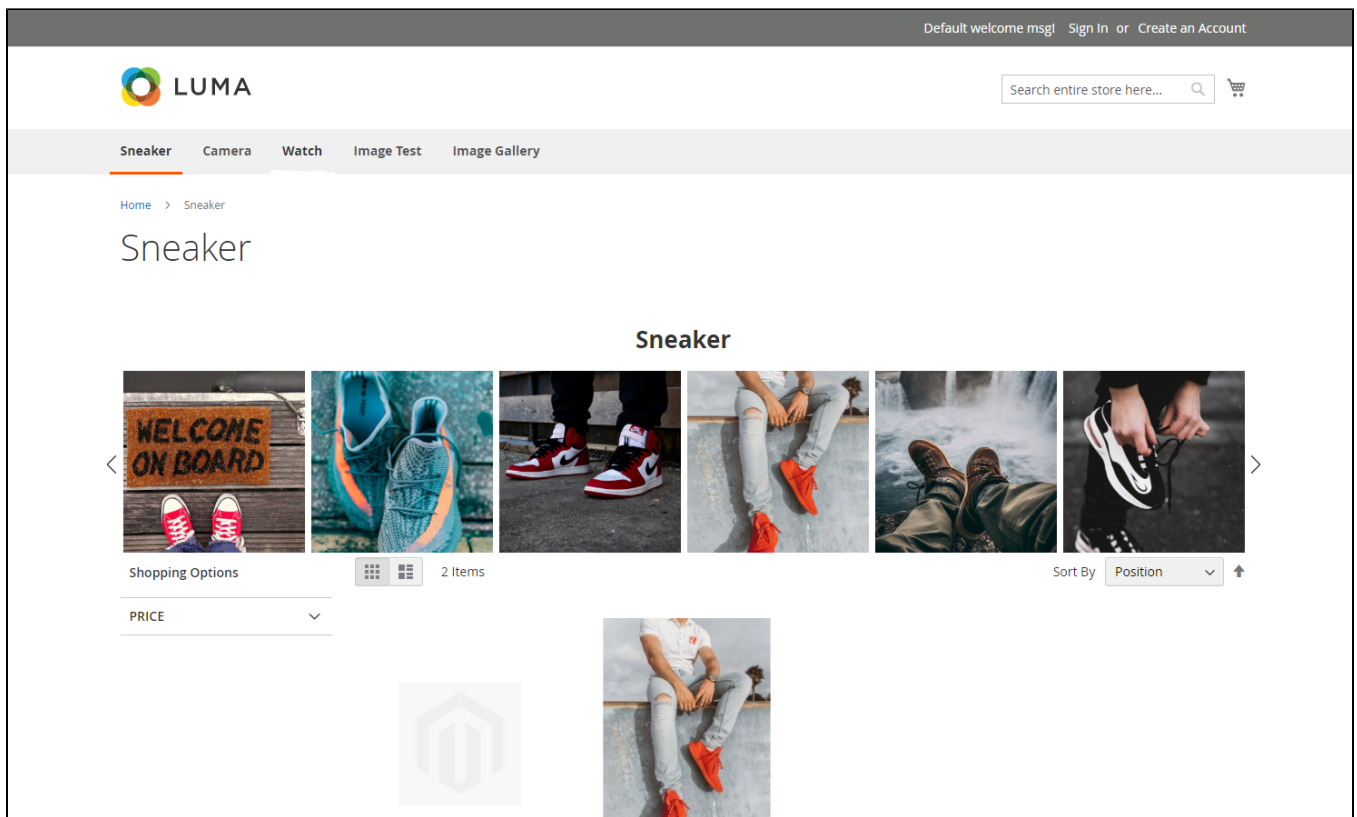 Default welcome msg! Sign In or Create an Account
LUMA
Search entire store here...
Sneaker Camera Watch Image Test Image Gallery
Home > Sneaker
Sneaker
Sneaker
WELCOME
ON BOARD
Shopping Options
2 Items
Sort By Position
PRICE